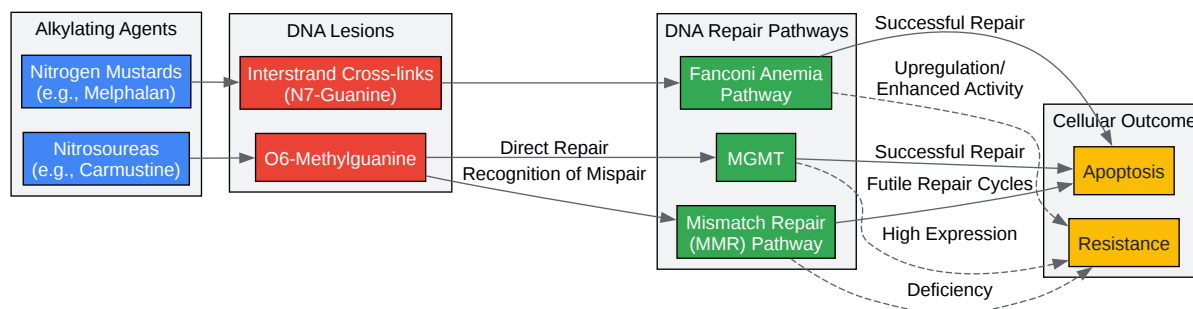 Alkylating Agents
Nitrogen Mustards
(e.g., Melphalan)
Nitrosoureas
(e.g., Carmustine)
DNA Lesions
Interstrand Cross-links
(N7-Guanine)
O6-Methylguanine
Direct Repair
Recognition of Mispair
DNA Repair Pathways
Fanconi Anemia
Pathway
MGMT
Mismatch Repair
(MMR) Pathway
Successful Repair
Upregulation/
Enhanced Activity
Successful Repair
Futile Repair Cycles
High Expression
Deficiency
Cellular Outcome
Apoptosis
Resistance